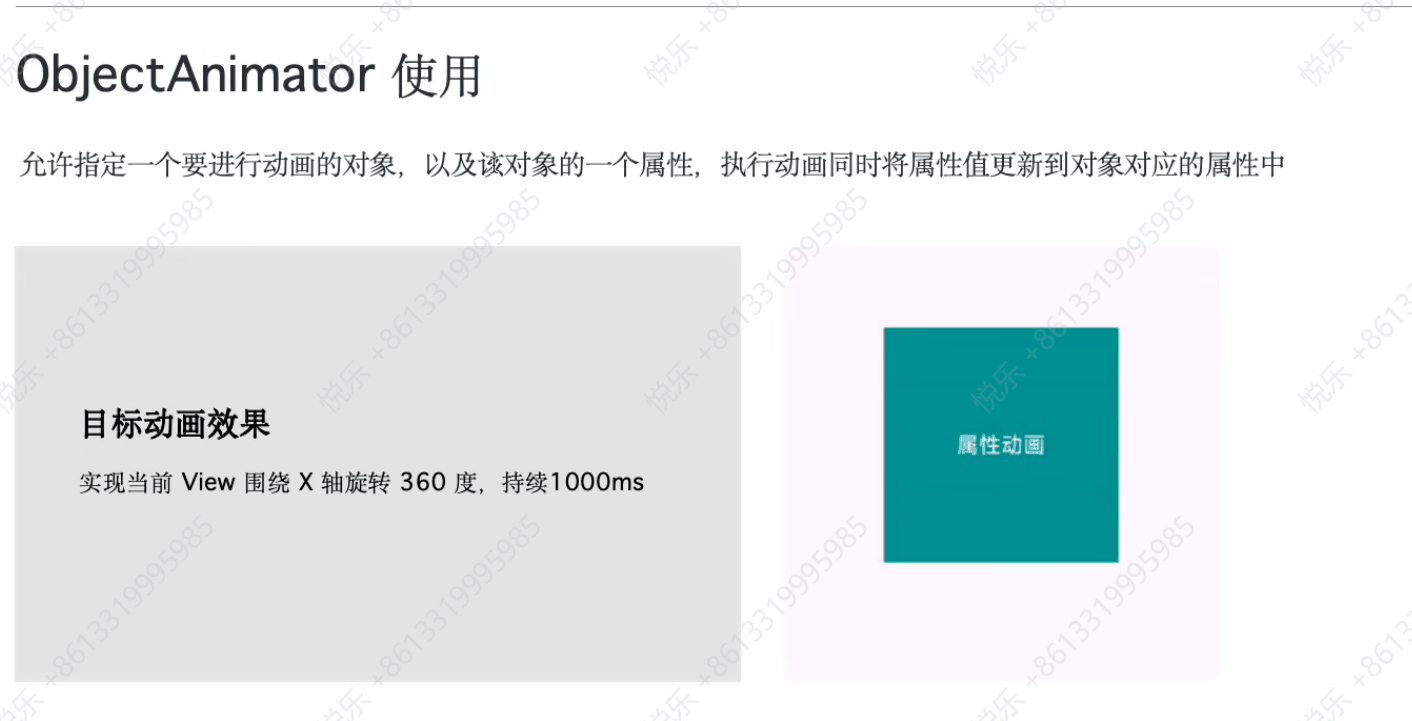 ObjectAnimator 使用
允许指定一个要进行动画的对象，以及该对象的一个属性，执行动画同时将属性值更新到对象对应的属性中
目标动画效果
实现当前 View 围绕 X 轴旋转 360 度，持续1000ms
属性动画
悦乐 +8613319995985